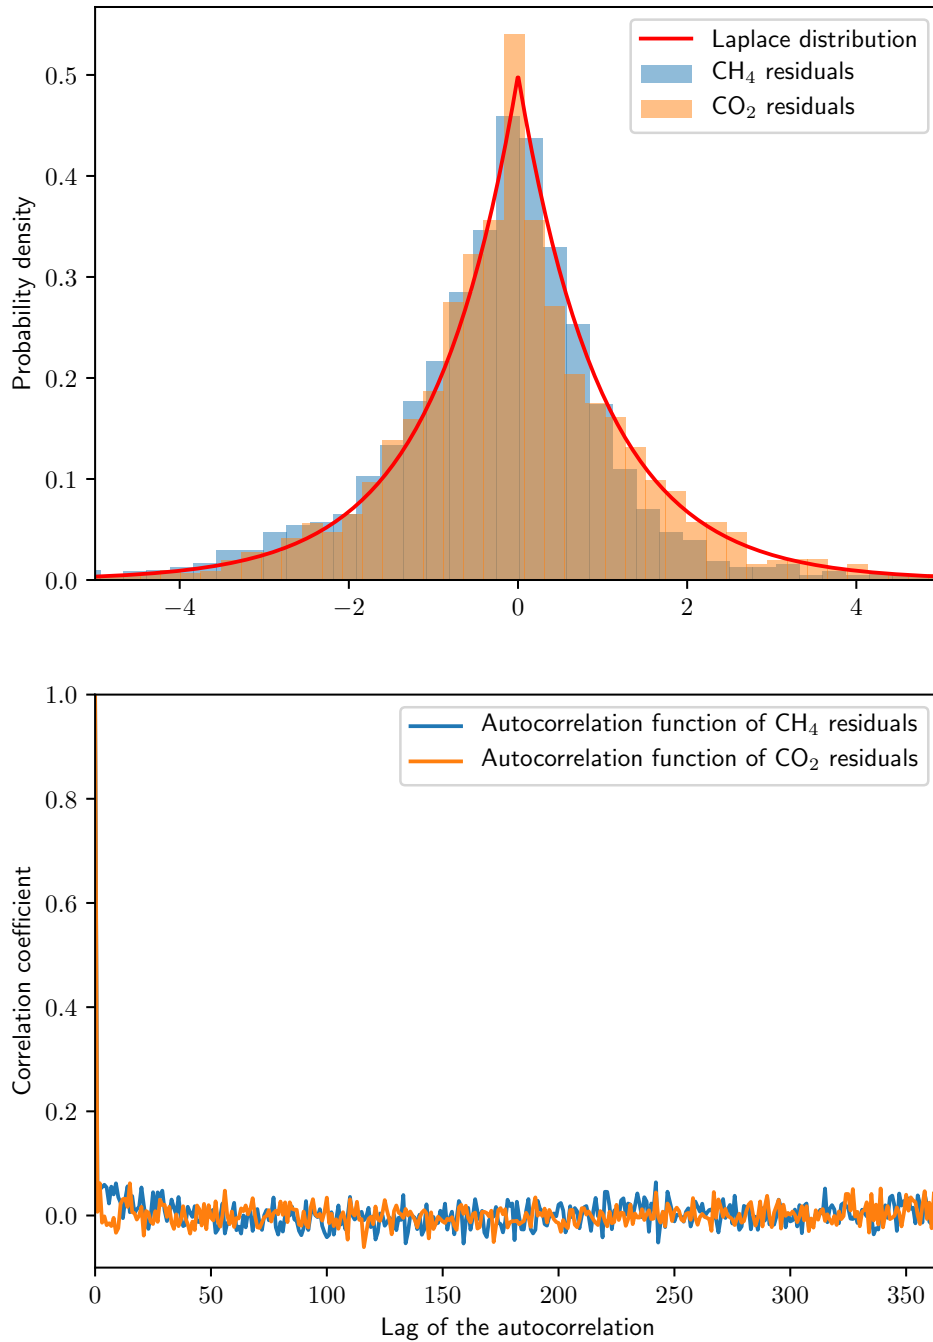 Laplace distribution
CH₄ residuals
CO₂ residuals
Probability density
0.5
0.4
0.3
0.2
0.1
0.0
−4 −2 0 2 4
Autocorrelation function of CH₄ residuals
Autocorrelation function of CO₂ residuals
Correlation coefficient
1.0
0.8
0.6
0.4
0.2
0.0
0 50 100 150 200 250 300 350
Lag of the autocorrelation